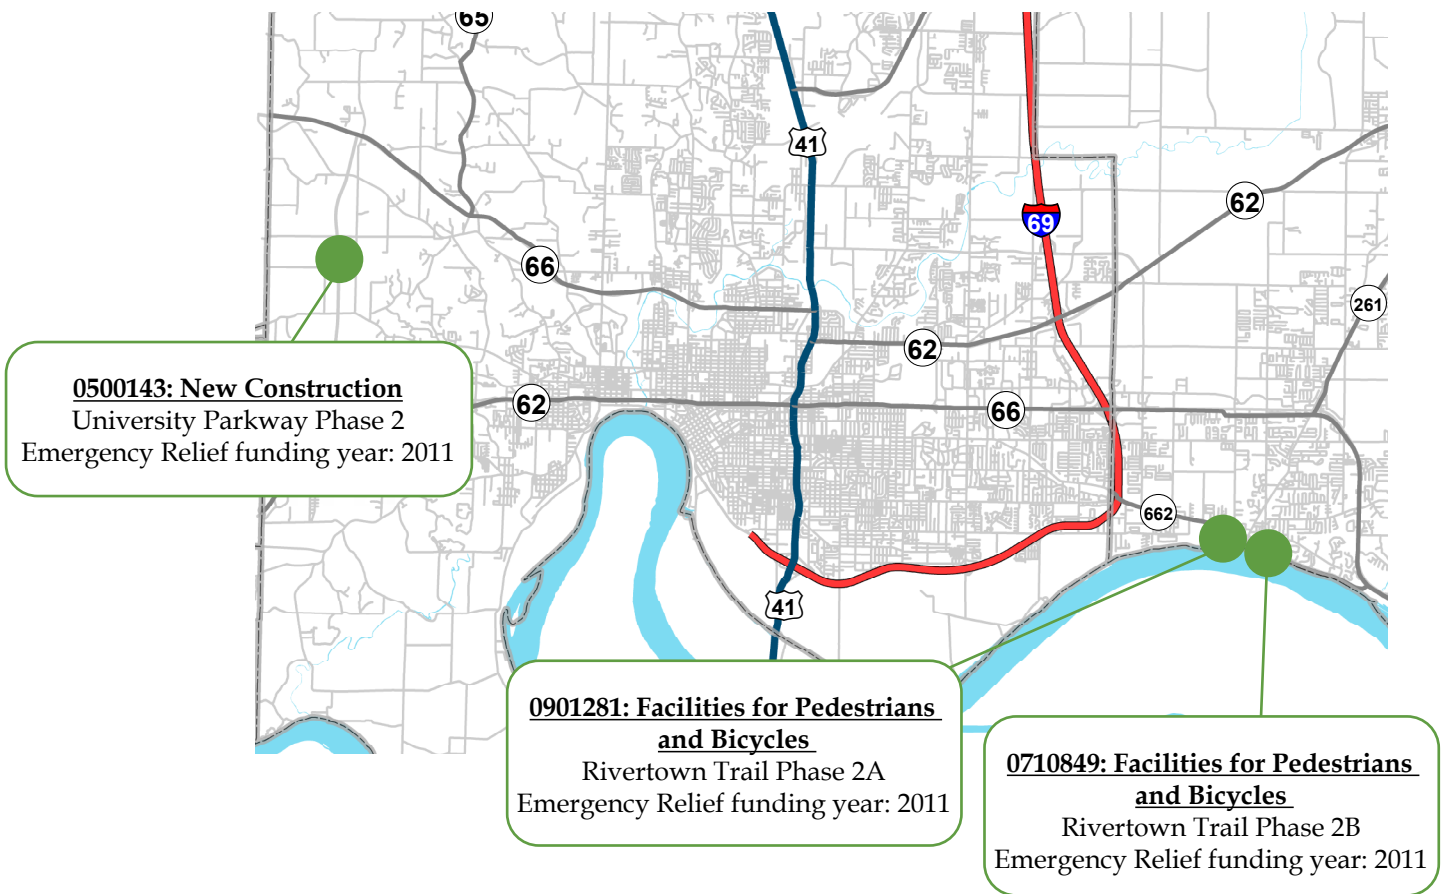 65
41
69
62
66
261
62
62
66
662
41
0500143: New Construction
University Parkway Phase 2
Emergency Relief funding year: 2011
0901281: Facilities for Pedestrians
and Bicycles
Rivertown Trail Phase 2A
Emergency Relief funding year: 2011
0710849: Facilities for Pedestrians
and Bicycles
Rivertown Trail Phase 2B
Emergency Relief funding year: 2011